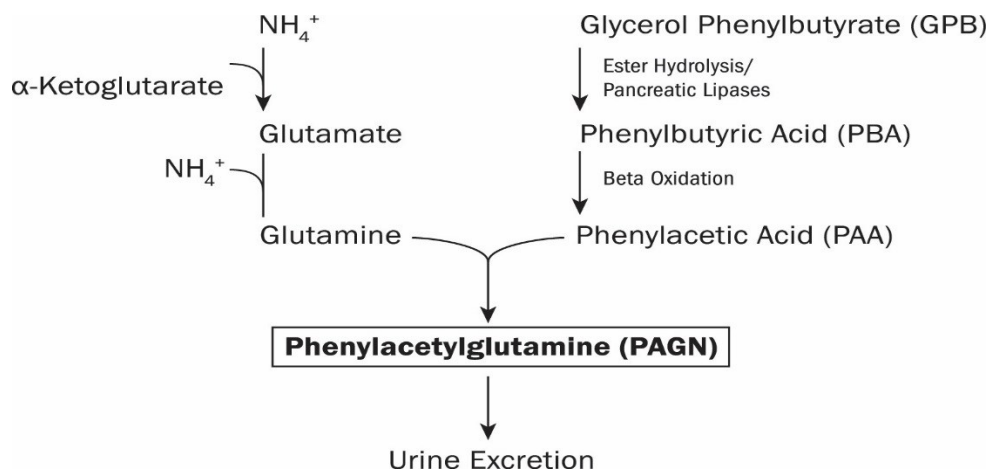 NH₄⁺
Glycerol Phenylbutyrate (GPB)
α-Ketoglutarate
Ester Hydrolysis/
Pancreatic Lipases
Glutamate
Phenylbutyric Acid (PBA)
NH₄⁺
Beta Oxidation
Glutamine
Phenylacetic Acid (PAA)
Phenylacetylglutamine (PAGN)
Urine Excretion